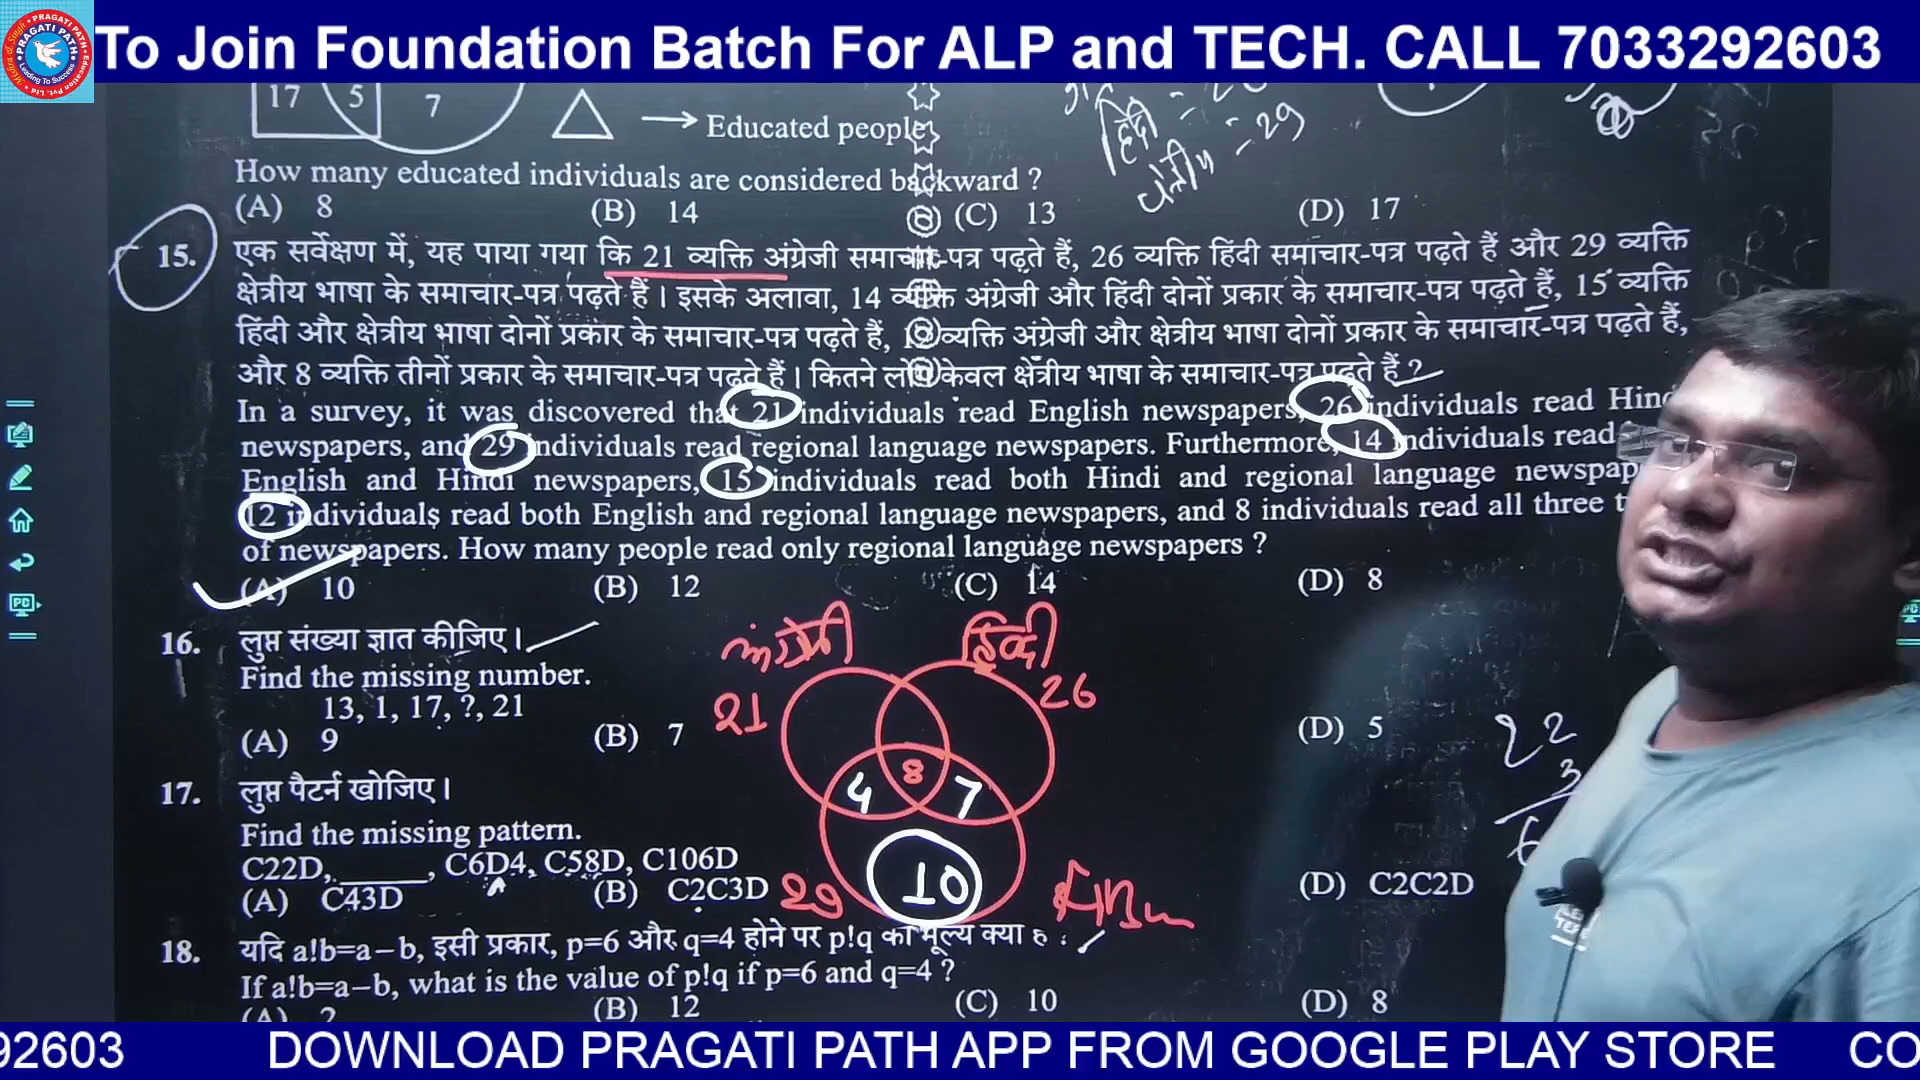 To Join Foundation Batch For ALP and TECH. CALL 7033292603
PRAGATI PATH
Leading To Success
17 5 7 → Educated people
How many educated individuals are considered backward ?
(A) 8 (B) 14 (C) 13 (D) 17
हिंदी
= 29
15. एक सर्वेक्षण में, यह पाया गया कि 21 व्यक्ति अंग्रेजी समाचार-पत्र पढ़ते हैं, 26 व्यक्ति हिंदी समाचार-पत्र पढ़ते हैं और 29 व्यक्ति
क्षेत्रीय भाषा के समाचार-पत्र पढ़ते हैं। इसके अलावा, 14 व्यक्ति अंग्रेजी और हिंदी दोनों प्रकार के समाचार-पत्र पढ़ते हैं, 15 व्यक्ति
हिंदी और क्षेत्रीय भाषा दोनों प्रकार के समाचार-पत्र पढ़ते हैं, व्यक्ति अंग्रेजी और क्षेत्रीय भाषा दोनों प्रकार के समाचार-पत्र पढ़ते हैं,
और 8 व्यक्ति तीनों प्रकार के समाचार-पत्र पढ़ते हैं। कितने लोग केवल क्षेत्रीय भाषा के समाचार-पत्र पढ़ते हैं ?
In a survey, it was discovered that 21 individuals read English newspapers, 26 individuals read
newspapers, and 29 individuals read regional language newspapers. Furthermore, 14 individuals read
English and Hindi newspapers, 15 individuals read both Hindi and regional language
12 individuals read both English and regional language newspapers, and 8 individuals read all three
of newspapers. How many people read only regional language newspapers ?
(A) 10 (B) 12 (C) 14 (D) 8
16. लुप्त संख्या ज्ञात कीजिए।
Find the missing number.
13, 1, 17, ?, 21
(A) 9 (B) 7 (D) 5
अंग्रेजी हिन्दी
21 26
8
4 7
10
29
22
3
17. लुप्त पैटर्न खोजिए।
Find the missing pattern.
C22D, ______, C6D4, C58D, C106D
(A) C43D (B) C2C3D (D) C2C2D
18. यदि a!b=a−b, इसी प्रकार, p=6 और q=4 होने पर p!q का मूल्य क्या
If a!b=a−b, what is the value of p!q if p=6 and q=4 ?
(A) 2 (B) 12 (C) 10 (D) 8
92603 DOWNLOAD PRAGATI PATH APP FROM GOOGLE PLAY STORE CO